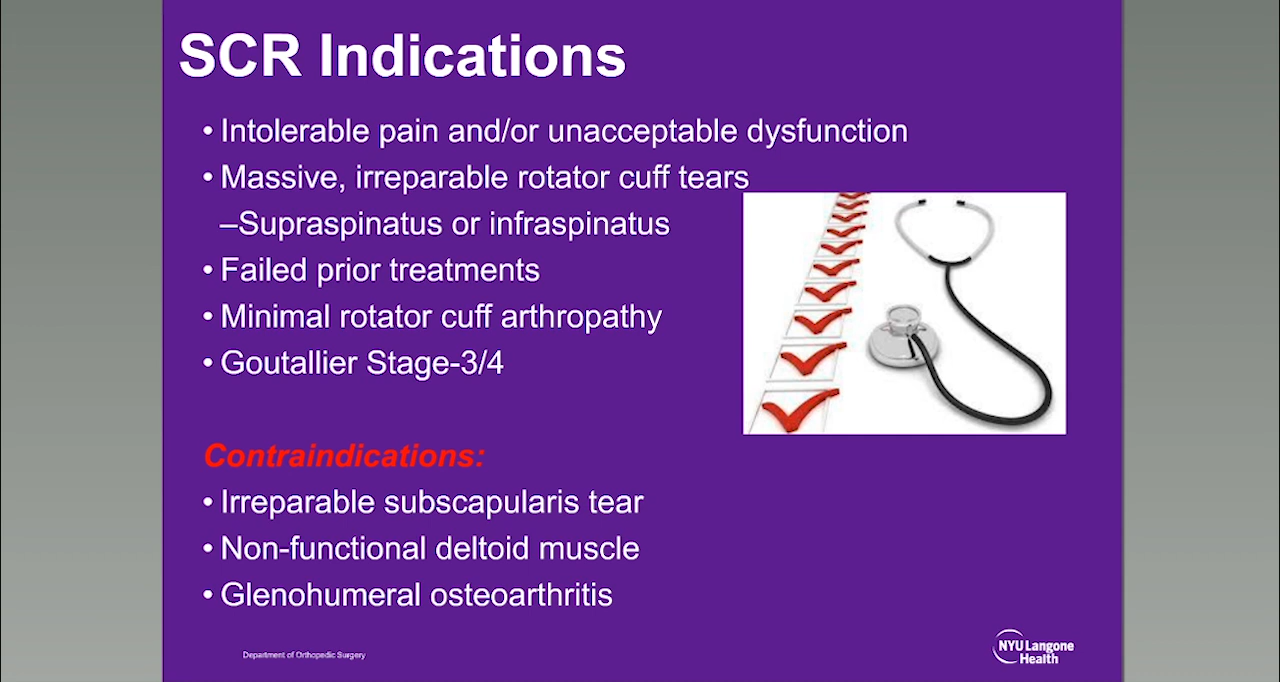 SCR Indications
• Intolerable pain and/or unacceptable dysfunction
• Massive, irreparable rotator cuff tears
–Supraspinatus or infraspinatus
• Failed prior treatments
• Minimal rotator cuff arthropathy
• Goutallier Stage-3/4
Contraindications:
• Irreparable subscapularis tear
• Non-functional deltoid muscle
• Glenohumeral osteoarthritis
Department of Orthopedic Surgery
NYU Langone
Health